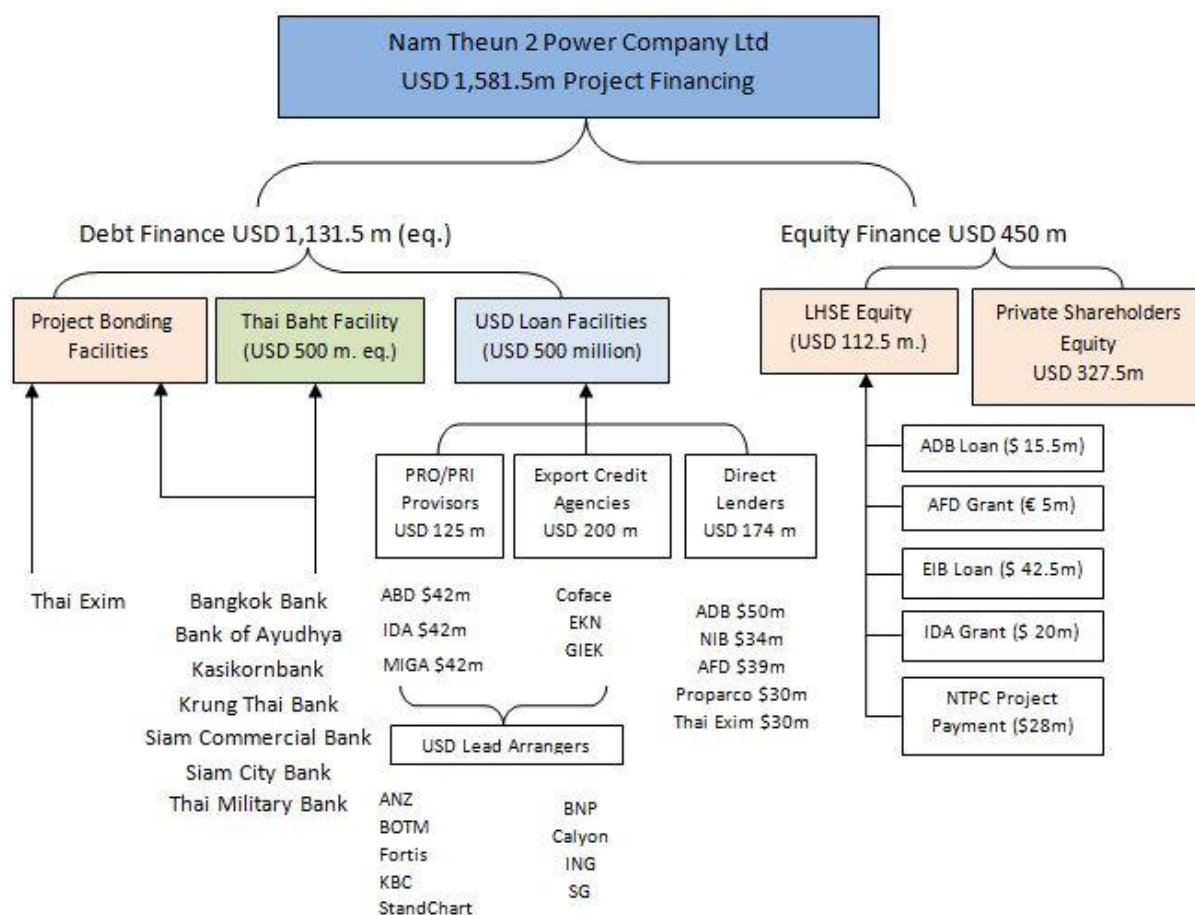 Nam Theun 2 Power Company Ltd
USD 1,581.5m Project Financing
Debt Finance USD 1,131.5 m (eq.)
Equity Finance USD 450 m
Project Bonding
Facilities
Thai Baht Facility
(USD 500 m. eq.)
USD Loan Facilities
(USD 500 million)
LHSE Equity
(USD 112.5 m.)
Private Shareholders
Equity
USD 327.5m
PRO/PRI
Provisors
USD 125 m
Export Credit
Agencies
USD 200 m
Direct
Lenders
USD 174 m
ADB Loan ($ 15.5m)
AFD Grant (€ 5m)
EIB Loan ($ 42.5m)
IDA Grant ($ 20m)
NTPC Project
Payment ($28m)
Thai Exim
Bangkok Bank
Bank of Ayudhya
Kasikornbank
Krung Thai Bank
Siam Commercial Bank
Siam City Bank
Thai Military Bank
ABD $42m
IDA $42m
MIGA $42m
Coface
EKN
GIEK
ADB $50m
NIB $34m
AFD $39m
Proparco $30m
Thai Exim $30m
USD Lead Arrangers
ANZ
BOTM
Fortis
KBC
StandChart
BNP
Calyon
ING
SG